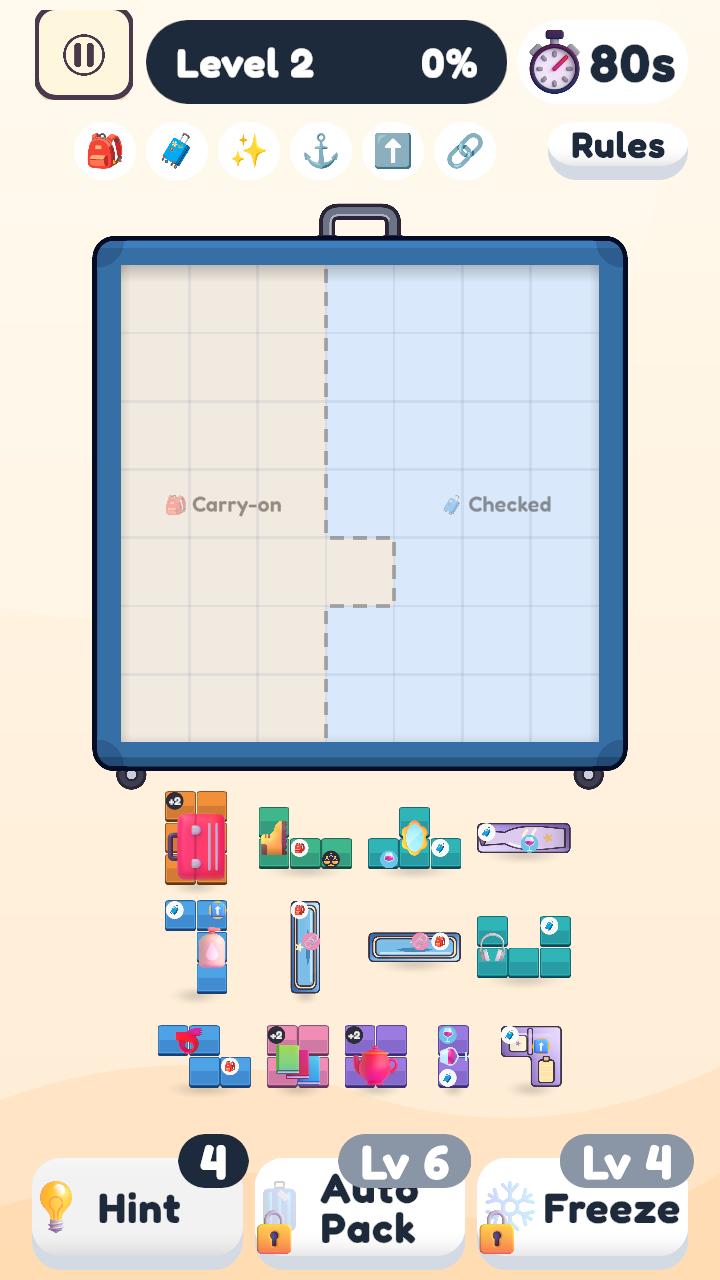 Level 2 0% 80s
Rules
Carry-on Checked
+2
+2 +2
4 Lv 6 Lv 4
Hint Auto Pack Freeze